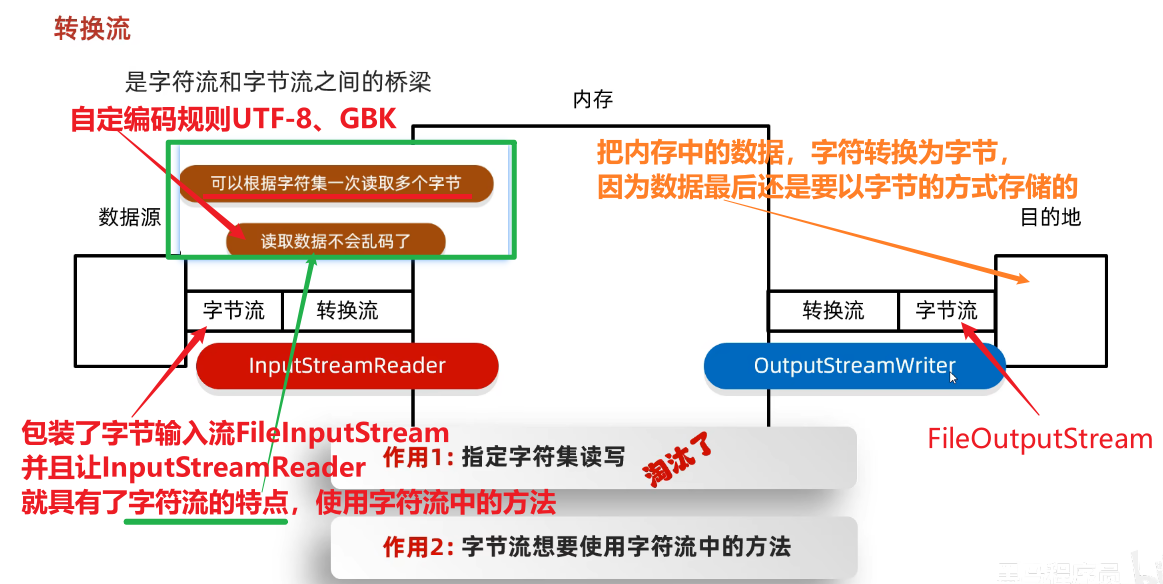 转换流
是字符流和字节流之间的桥梁
自定编码规则UTF-8、GBK
内存
可以根据字符集一次读取多个字节
把内存中的数据，字符转换为字节，
因为数据最后还是要以字节的方式存储的
数据源
读取数据不会乱码了
目的地
字节流
转换流
转换流
字节流
InputStreamReader
OutputStreamWriter
包装了字节输入流FileInputStream
并且让InputStreamReader
就具有了字符流的特点，使用字符流中的方法
FileOutputStream
作用1：指定字符集读写
淘汰了
作用2：字节流想要使用字符流中的方法